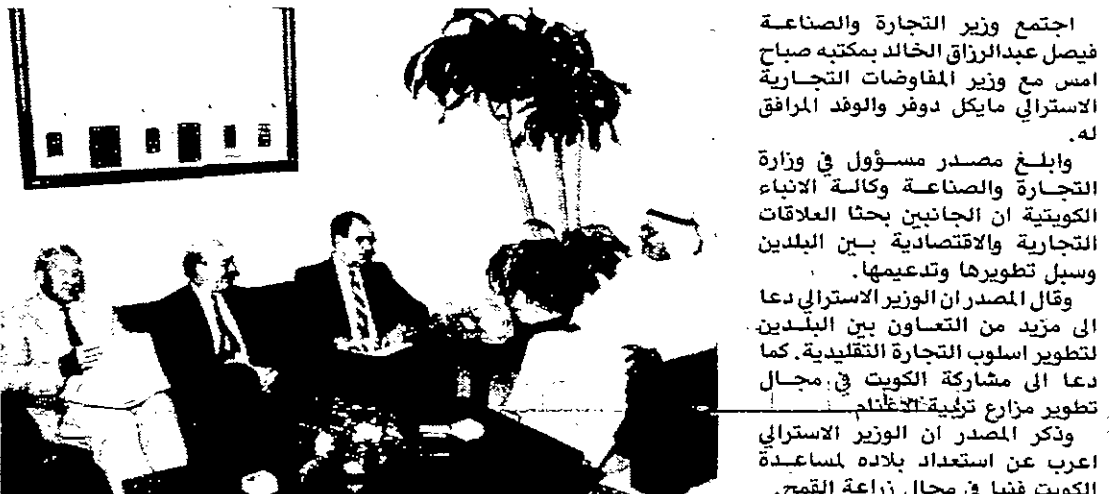 اجتمع وزير التجارة والصناعة
فيصل عبدالرزاق الخالد بمكتبه صباح
امس مع وزير المفاوضات التجارية
الاسترالي مايكل دوفر والوفد المرافق
له.
وابلغ مصدر مسؤول في وزارة
التجارة والصناعة وكالة الانباء
الكويتية ان الجانبين بحثا العلاقات
التجارية والاقتصادية بين البلدين
وسبل تطويرها وتدعيمها.
وقال المصدر ان الوزير الاسترالي دعا
الى مزيد من التعاون بين البلدين
لتطوير اسلوب التجارة التقليدية. كما
دعا الى مشاركة الكويت في مجال
تطوير مزارع تربية الاغنام
وذكر المصدر ان الوزير الاسترالي
اعرب عن استعداد بلاده لمساعدة
الكويت فنيا في مجال زراعة القمح.